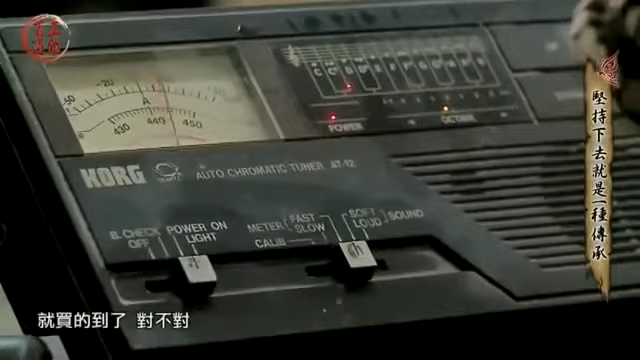 -50 -20
A
430 440 450
KORG
QUARTZ
AUTO CHROMATIC TUNER AT-12
POWER
OCTAVE
B. CHECK
OFF
POWER ON
LIGHT
METER
FAST
SLOW
CALIB
SOFT
LOUD
SOUND
堅持下去就是一種傳承
就買的到了 對不對